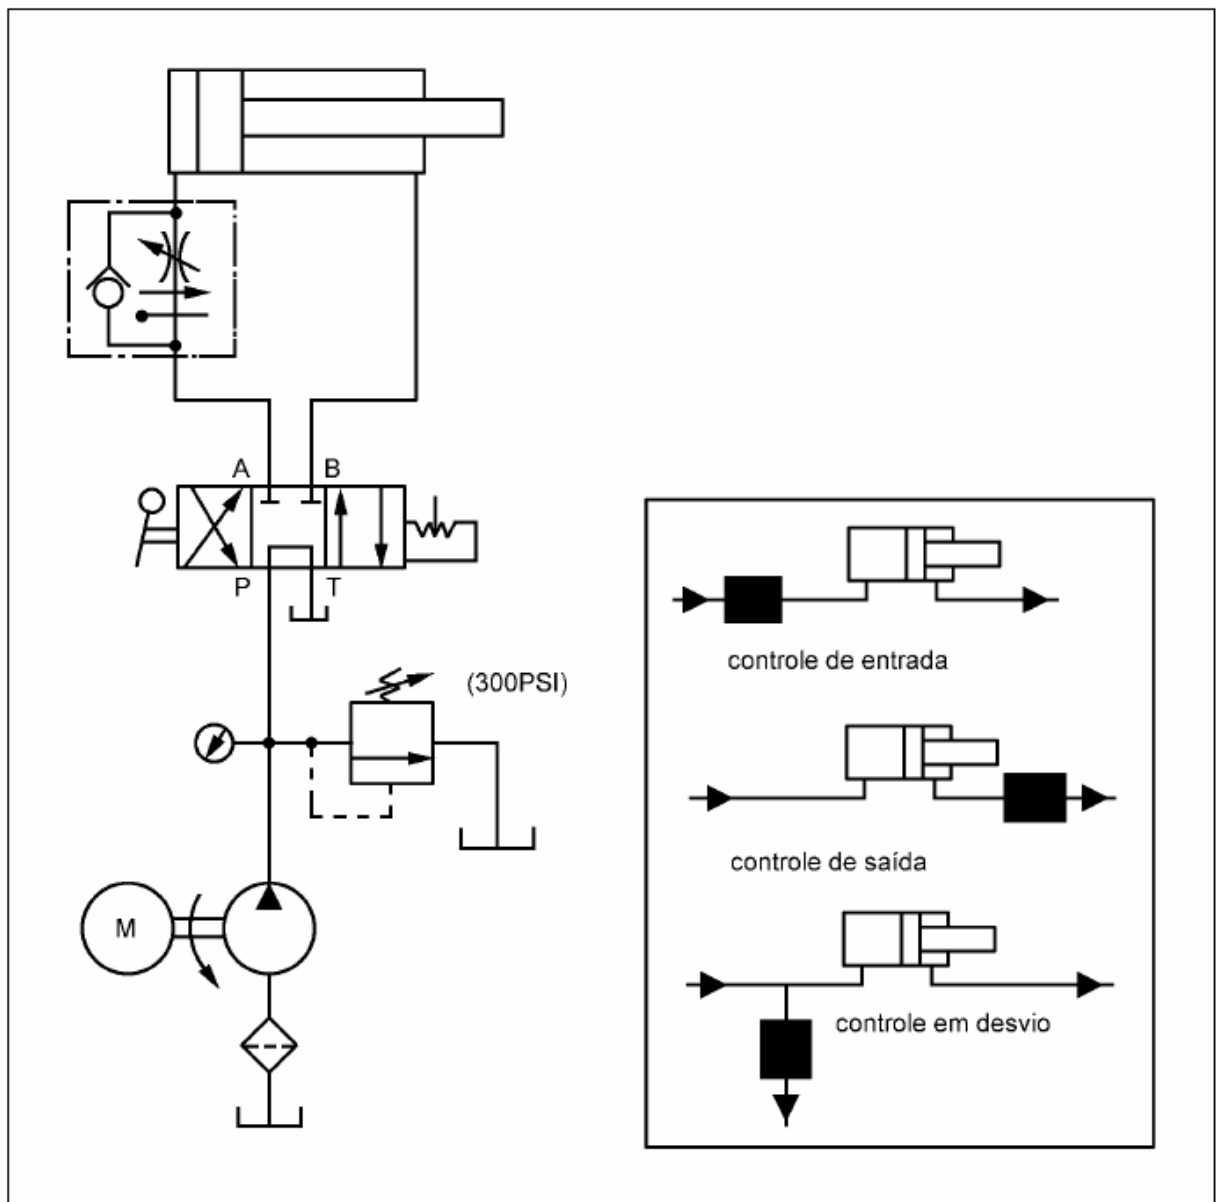 A B
P T
(300PSI)
M
controle de entrada
controle de saída
controle em desvio